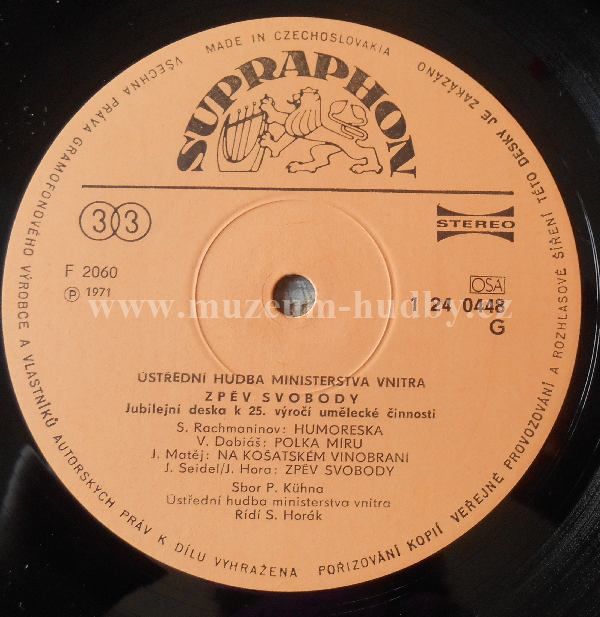 MADE IN CZECHOSLOVAKIA
VŠECHNA PRÁVA GRAMOFONOVÉHO VÝROBCE A VLASTNÍKŮ AUTORSKÝCH PRÁV K DÍLU VYHRAŽENA
POŘIZOVÁNÍ KOPIÍ VEŘEJNÉ PROVOZOVÁNÍ A ROZHLASOVÉ ŠÍŘENÍ TÉTO DESKY JE ZAKÁZÁNO
SUPRAPHON
33
STEREO
F 2060
OSA
Ⓟ 1971
1 24 0448
G
www.muzeum-hudby.cz
ÚSTŘEDNÍ HUDBA MINISTERSTVA VNITRA
ZPĚV SVOBODY
Jubilejní deska k 25. výročí umělecké činnosti
S. Rachmaninov: HUMORESKA
V. Dobiáš: POLKA MÍRU
J. Matěj: NA KOŠATSKÉM VINOBRANÍ
J. Seidel/J. Hora: ZPĚV SVOBODY
Sbor P. Kühna
Ústřední hudba ministerstva vnitra
Řídí S. Horák